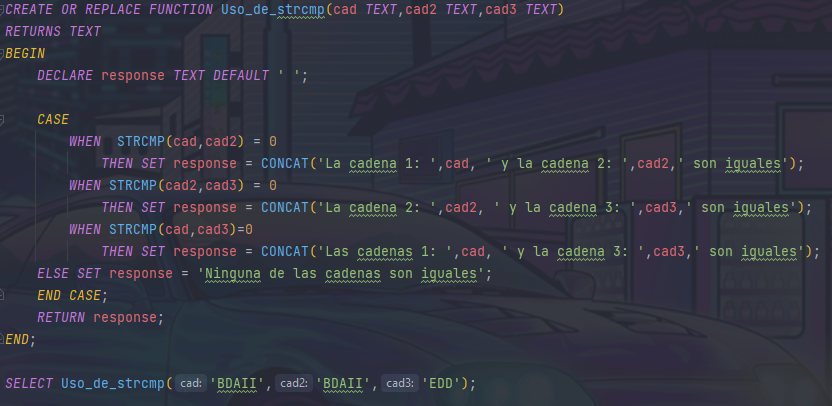 CREATE OR REPLACE FUNCTION Uso_de_strcmp(cad TEXT,cad2 TEXT,cad3 TEXT)
RETURNS TEXT
BEGIN
    DECLARE response TEXT DEFAULT ' ';

    CASE
        WHEN  STRCMP(cad,cad2) = 0
            THEN SET response = CONCAT('La cadena 1: ',cad, ' y la cadena 2: ',cad2,' son iguales');
        WHEN STRCMP(cad2,cad3) = 0
            THEN SET response = CONCAT('La cadena 2: ',cad2, ' y la cadena 3: ',cad3,' son iguales');
        WHEN STRCMP(cad,cad3)=0
            THEN SET response = CONCAT('Las cadenas 1: ',cad, ' y la cadena 3: ',cad3,' son iguales');
    ELSE SET response = 'Ninguna de las cadenas son iguales';
    END CASE;
    RETURN response;
END;

SELECT Uso_de_strcmp( cad: 'BDAII', cad2: 'BDAII', cad3: 'EDD');